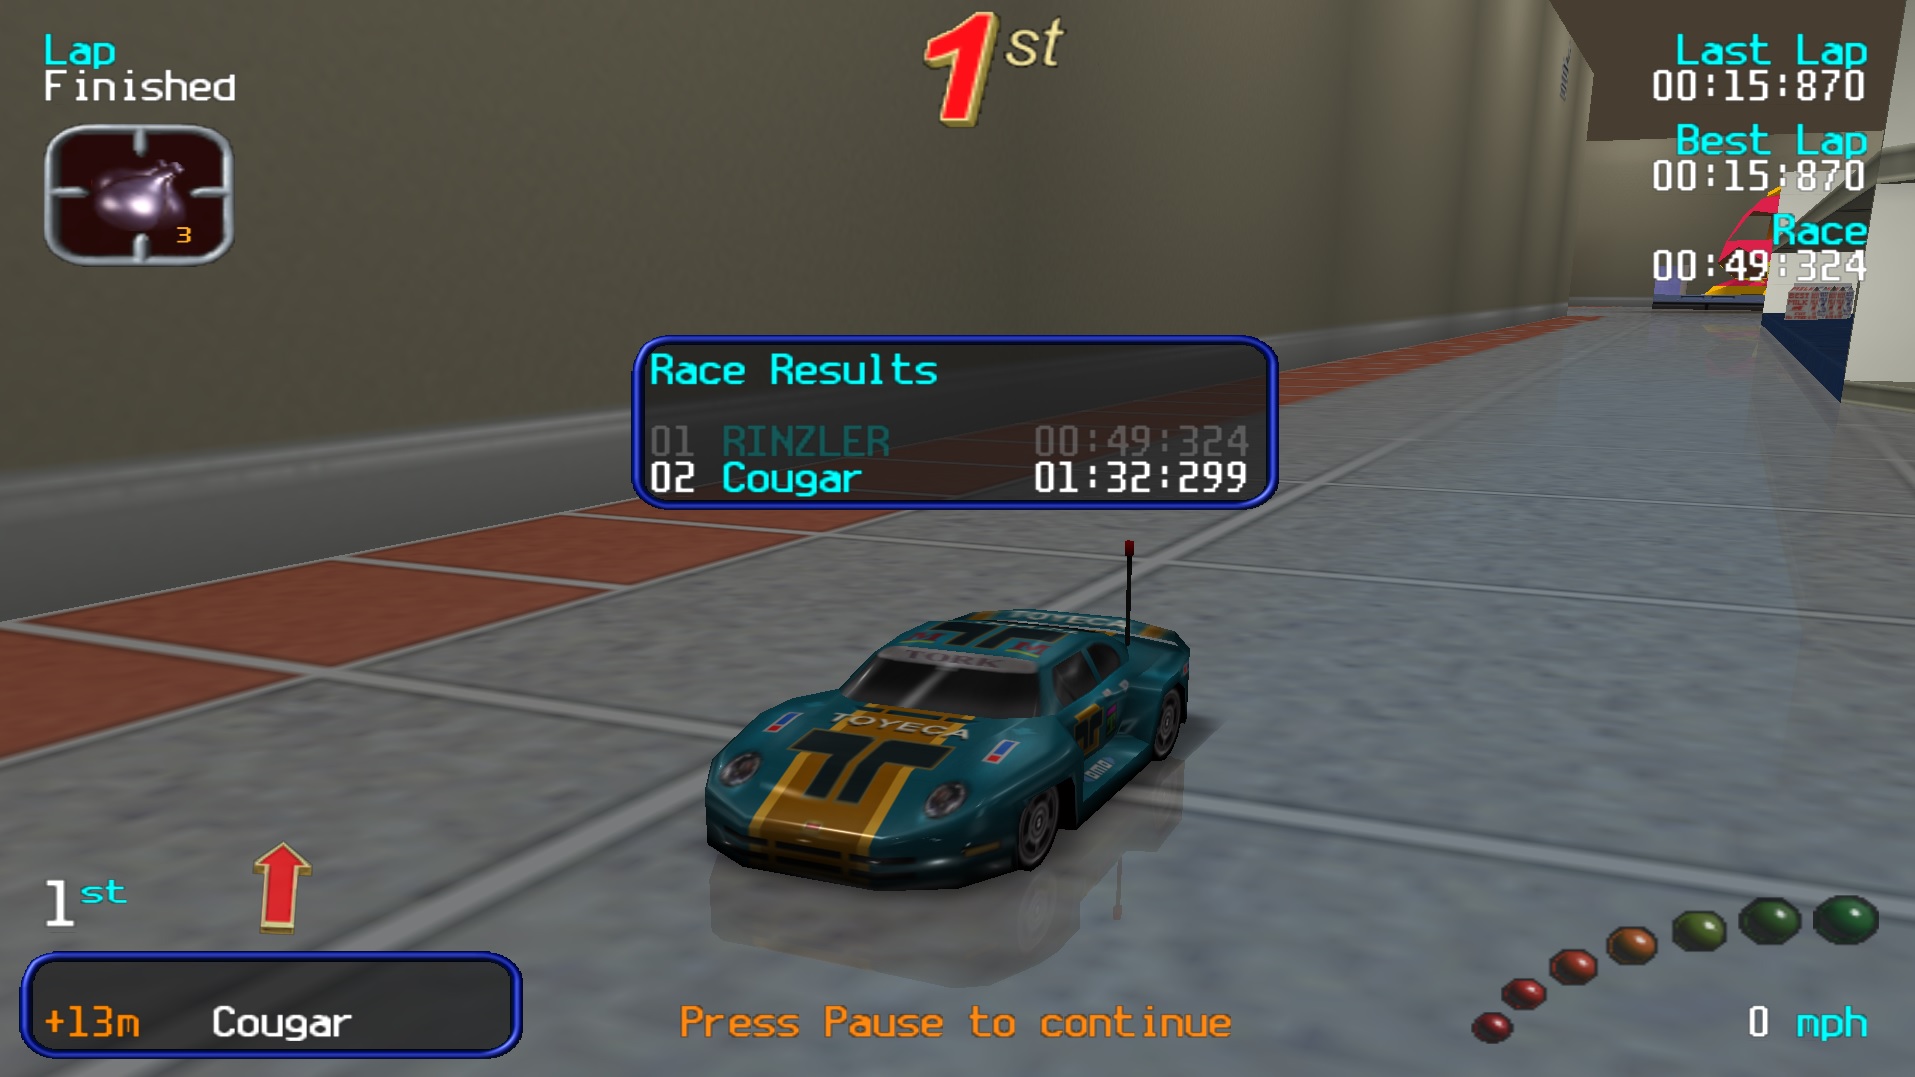 Lap
Finished
3
1st
Last Lap
00:15:870
Best Lap
00:15:870
Race
00:49:324
Race Results
01 RINZLER 00:49:324
02 Cougar 01:32:299
TOYECA
TORK
TOYECA
1st
+13m Cougar
Press Pause to continue
0 mph